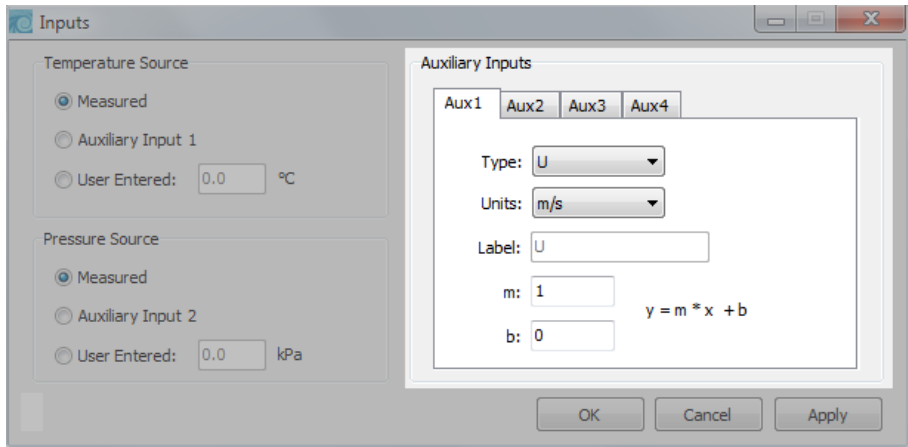 Inputs
Temperature Source
Measured
Auxiliary Input 1
User Entered: 0.0 ºC
Pressure Source
Measured
Auxiliary Input 2
User Entered: 0.0 kPa
Auxiliary Inputs
Aux1 Aux2 Aux3 Aux4
Type: U
Units: m/s
Label: U
m: 1
y = m * x + b
b: 0
OK Cancel Apply